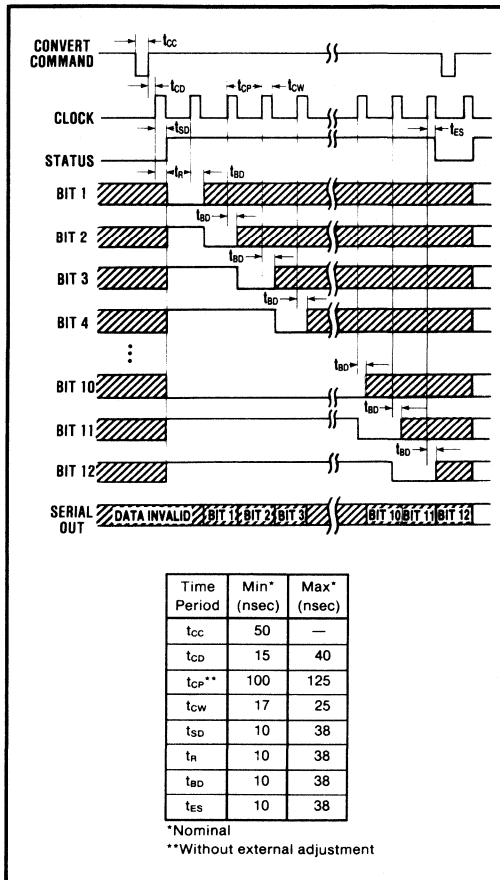 CONVERT
COMMAND
tCC
tCD
tCP
tCW
CLOCK
tSD
tES
STATUS
tR
tBD
BIT 1
tBD
BIT 2
tBD
BIT 3
tBD
BIT 4
tBD
BIT 10
tBD
BIT 11
tBD
BIT 12
SERIAL
OUT
DATA INVALID BIT 1 BIT 2 BIT 3 BIT 10 BIT 11 BIT 12
Time Period Min* (nsec) Max* (nsec)
tCC 50 —
tCD 15 40
tCP** 100 125
tCW 17 25
tSD 10 38
tR 10 38
tBD 10 38
tES 10 38
*Nominal
**Without external adjustment